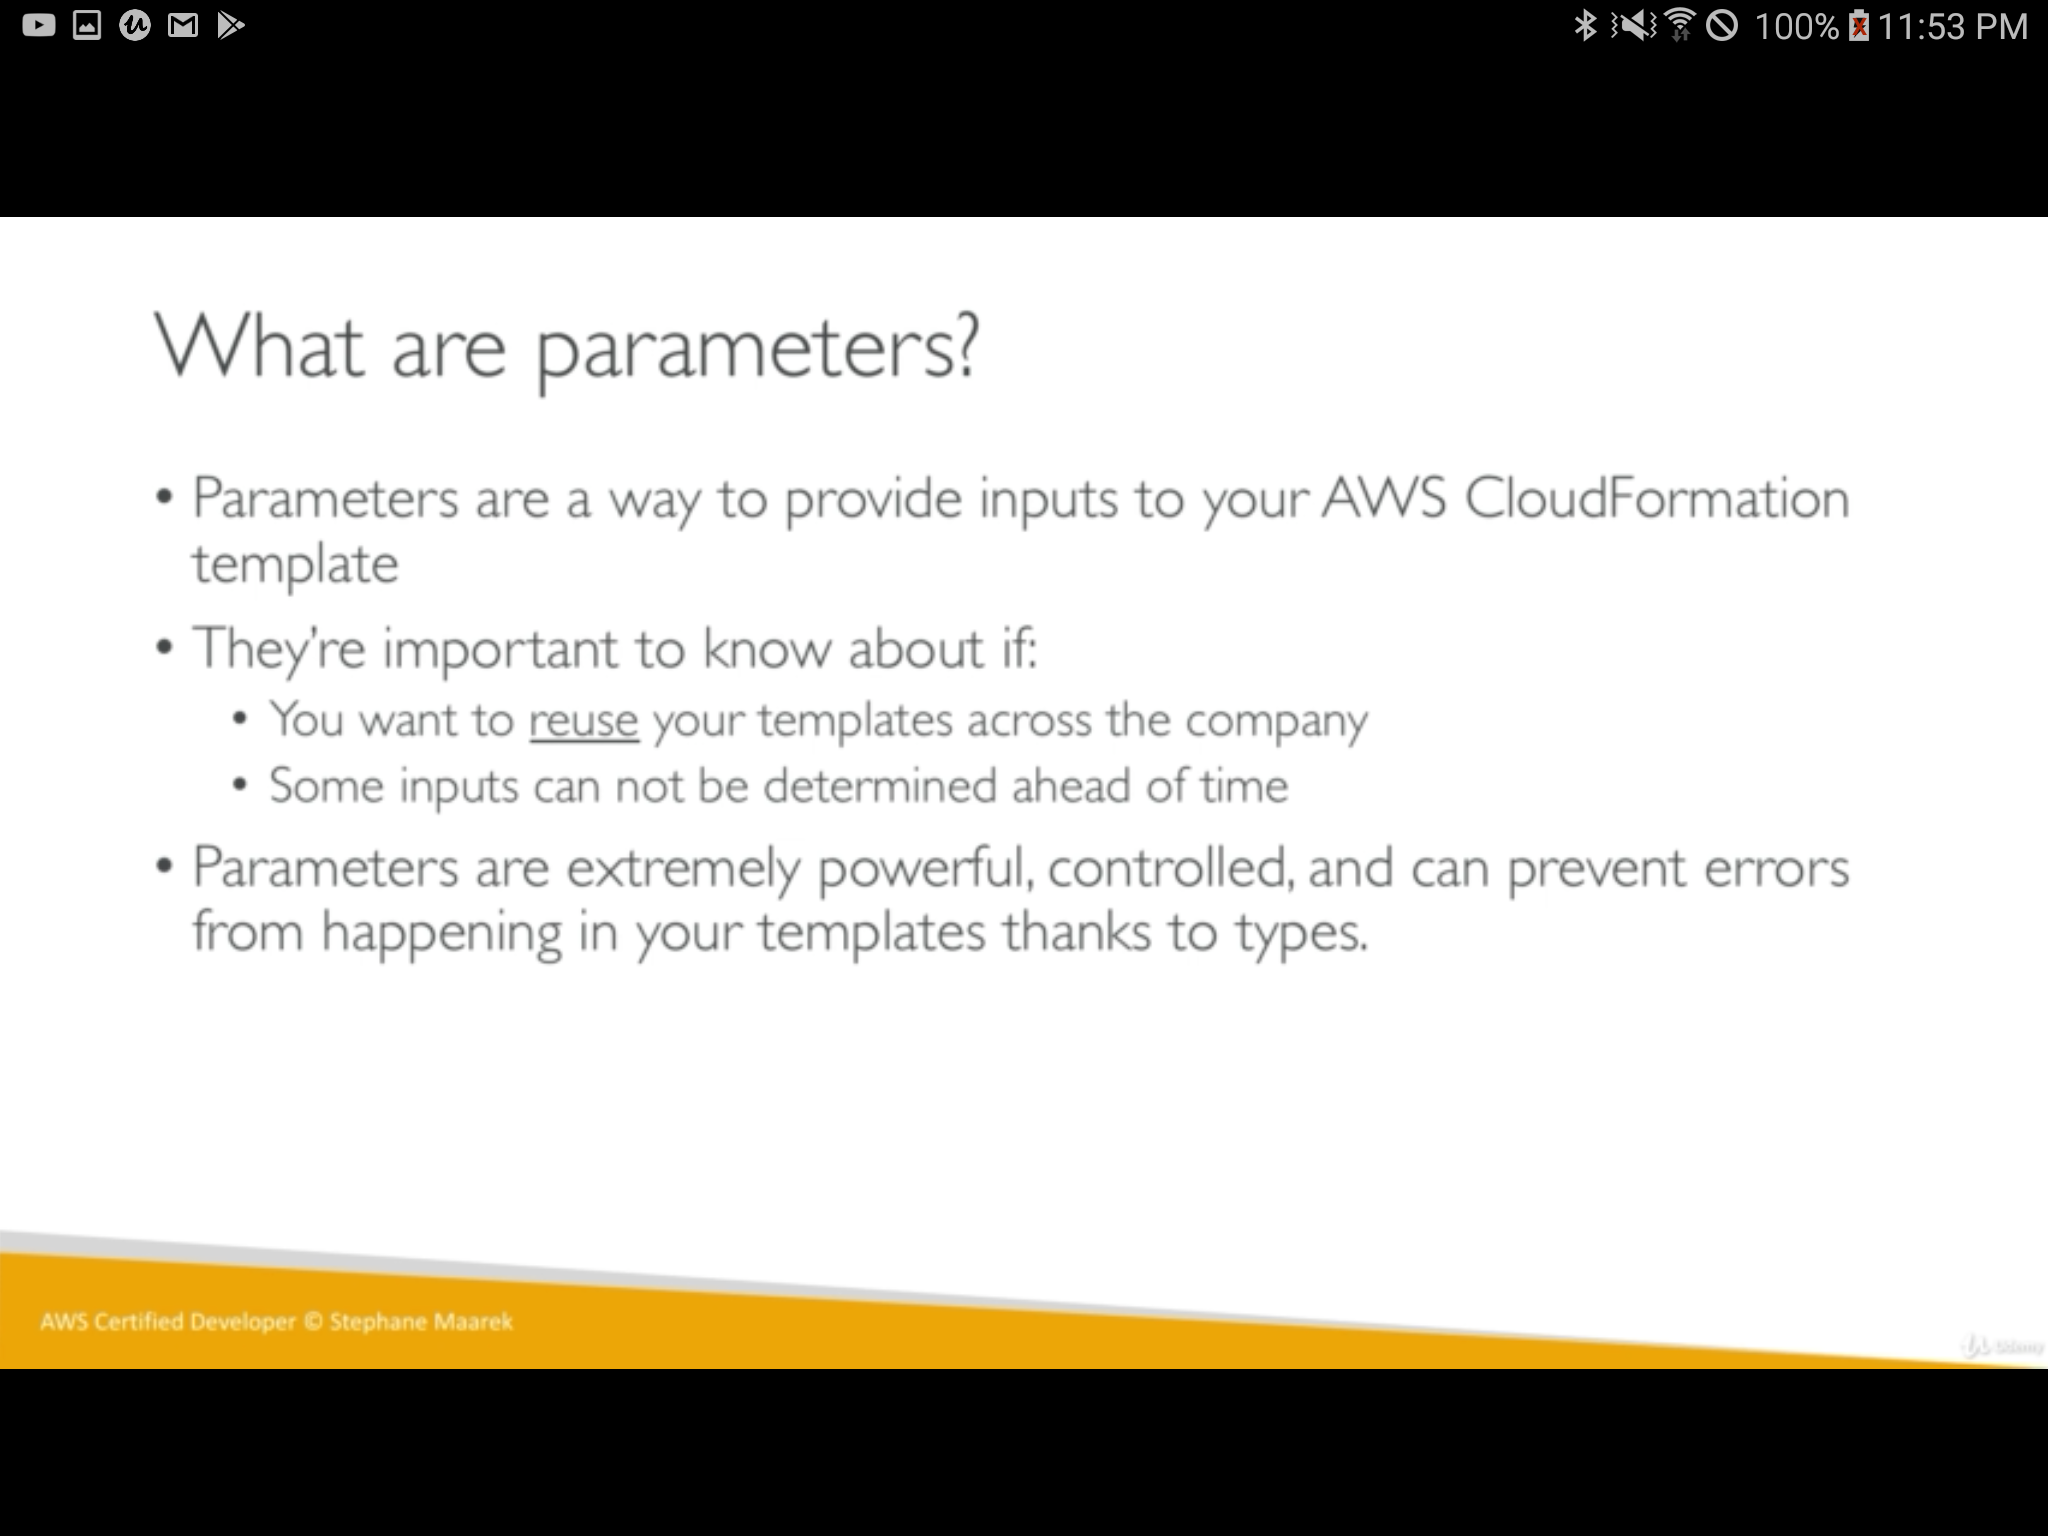 100% 11:53 PM
What are parameters?
• Parameters are a way to provide inputs to your AWS CloudFormation
template
• They're important to know about if:
• You want to reuse your templates across the company
• Some inputs can not be determined ahead of time
• Parameters are extremely powerful, controlled, and can prevent errors
from happening in your templates thanks to types.
AWS Certified Developer © Stephane Maarek
Udemy